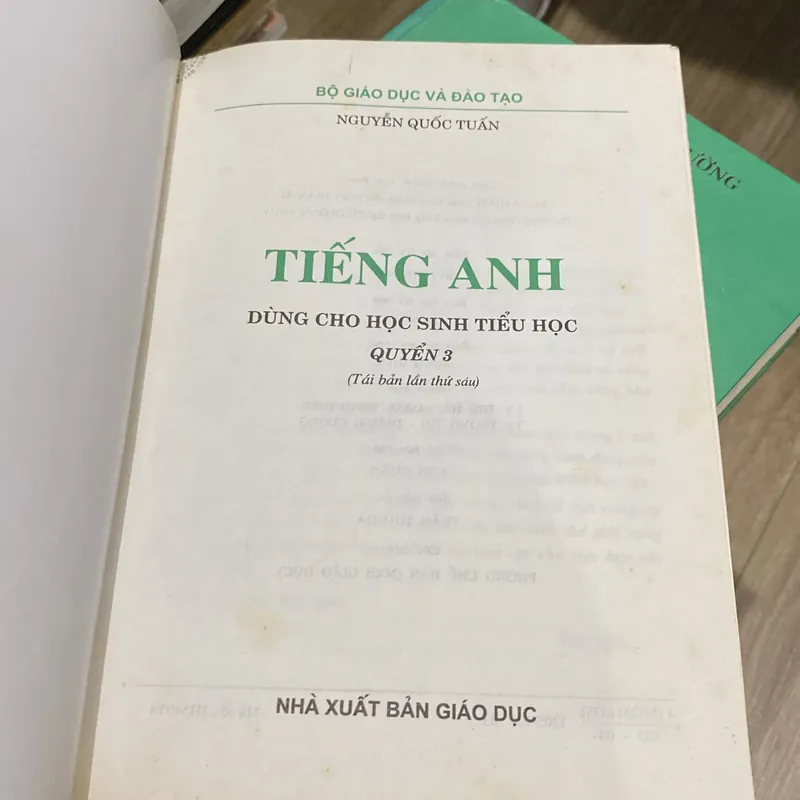 BỘ GIÁO DỤC VÀ ĐÀO TẠO
NGUYỄN QUỐC TUẤN
TIẾNG ANH
DÙNG CHO HỌC SINH TIỂU HỌC
QUYỂN 3
(Tái bản lần thứ sáu)
NHÀ XUẤT BẢN GIÁO DỤC